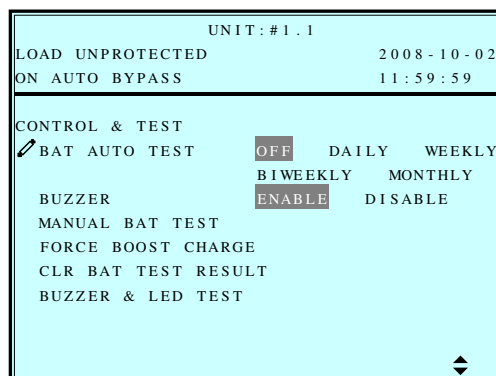 UNIT:#1.1
LOAD UNPROTECTED 2008-10-02
ON AUTO BYPASS 11:59:59
CONTROL & TEST
BAT AUTO TEST OFF DAILY WEEKLY
BIWEEKLY MONTHLY
BUZZER ENABLE DISABLE
MANUAL BAT TEST
FORCE BOOST CHARGE
CLR BAT TEST RESULT
BUZZER & LED TEST